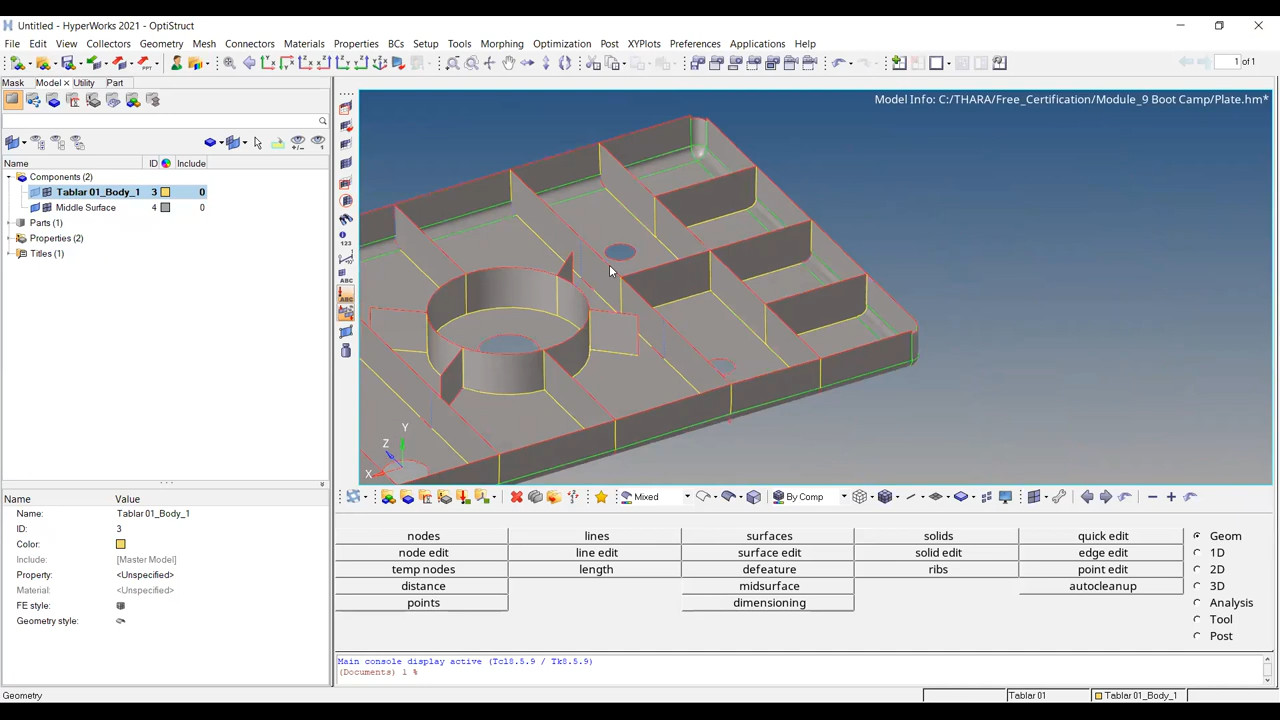 Untitled - HyperWorks 2021 - OptiStruct
File Edit View Collectors Geometry Mesh Connectors Materials Properties BCs Setup Tools Morphing Optimization Post XYPlots Preferences Applications Help
1 of 1
Mask Model × Utility Part
Model Info: C:/THARA/Free_Certification/Module_9 Boot Camp/Plate.hm*
Name ID Include
Components (2)
Tablar 01_Body_1 3 0
Middle Surface 4 0
Parts (1)
Properties (2)
Titles (1)
123
ABC
ABC
Y
Z
X
Name Value
Name: Tablar 01_Body_1
ID: 3
Color:
Include: [Master Model]
Property: <Unspecified>
Material: <Unspecified>
FE style:
Geometry style:
Mixed By Comp
nodes lines surfaces solids quick edit Geom
node edit line edit surface edit solid edit edge edit 1D
temp nodes length defeature ribs point edit 2D
distance midsurface autocleanup 3D
points dimensioning Analysis
Tool
Post
Main console display active (Tcl8.5.9 / Tk8.5.9)
(Documents) 1 %
Geometry Tablar 01 Tablar 01_Body_1